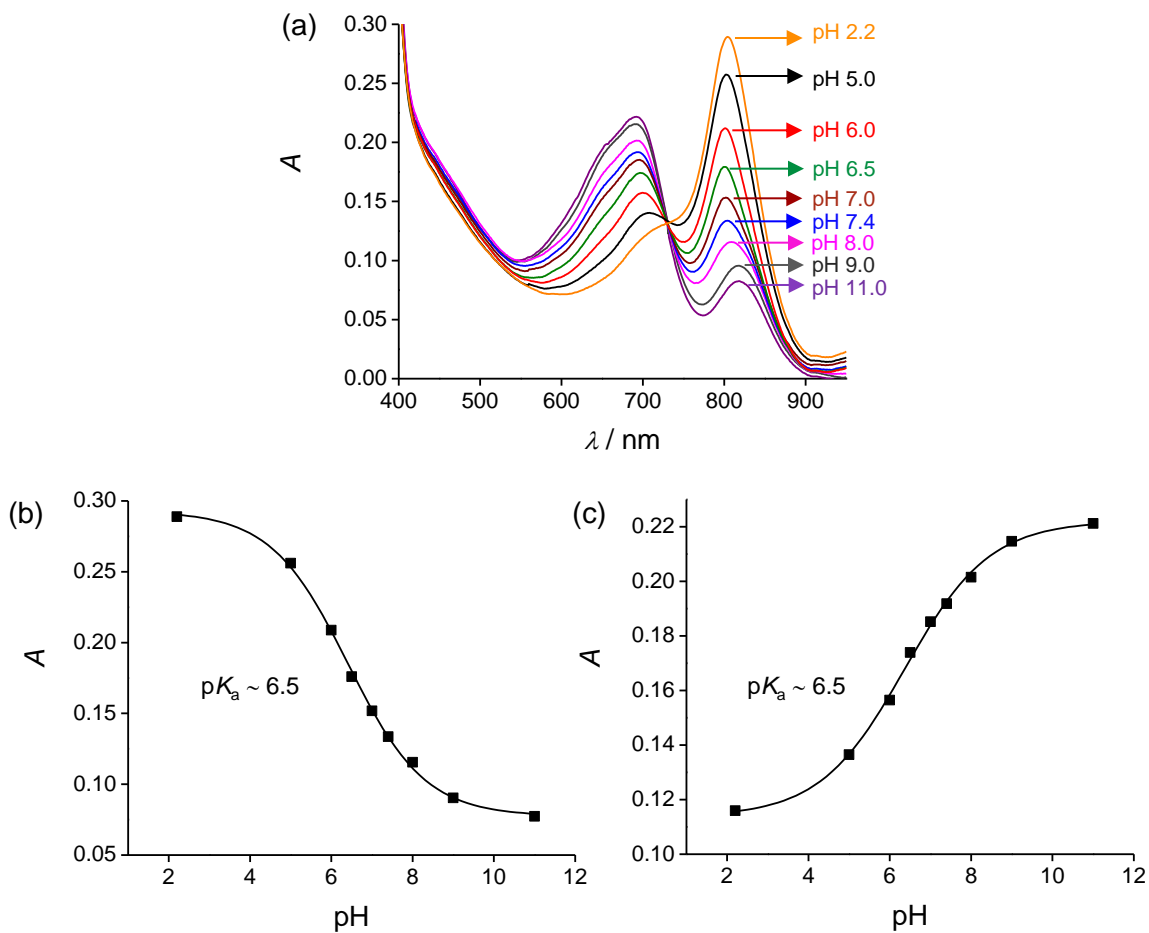 (a)
A
0.30
0.25
0.20
0.15
0.10
0.05
0.00
400 500 600 700 800 900
λ / nm
pH 2.2
pH 5.0
pH 6.0
pH 6.5
pH 7.0
pH 7.4
pH 8.0
pH 9.0
pH 11.0
(b)
A
0.30
0.25
0.20
0.15
0.10
0.05
pKa ~ 6.5
2 4 6 8 10 12
pH
(c)
A
0.22
0.20
0.18
0.16
0.14
0.12
0.10
pKa ~ 6.5
2 4 6 8 10 12
pH